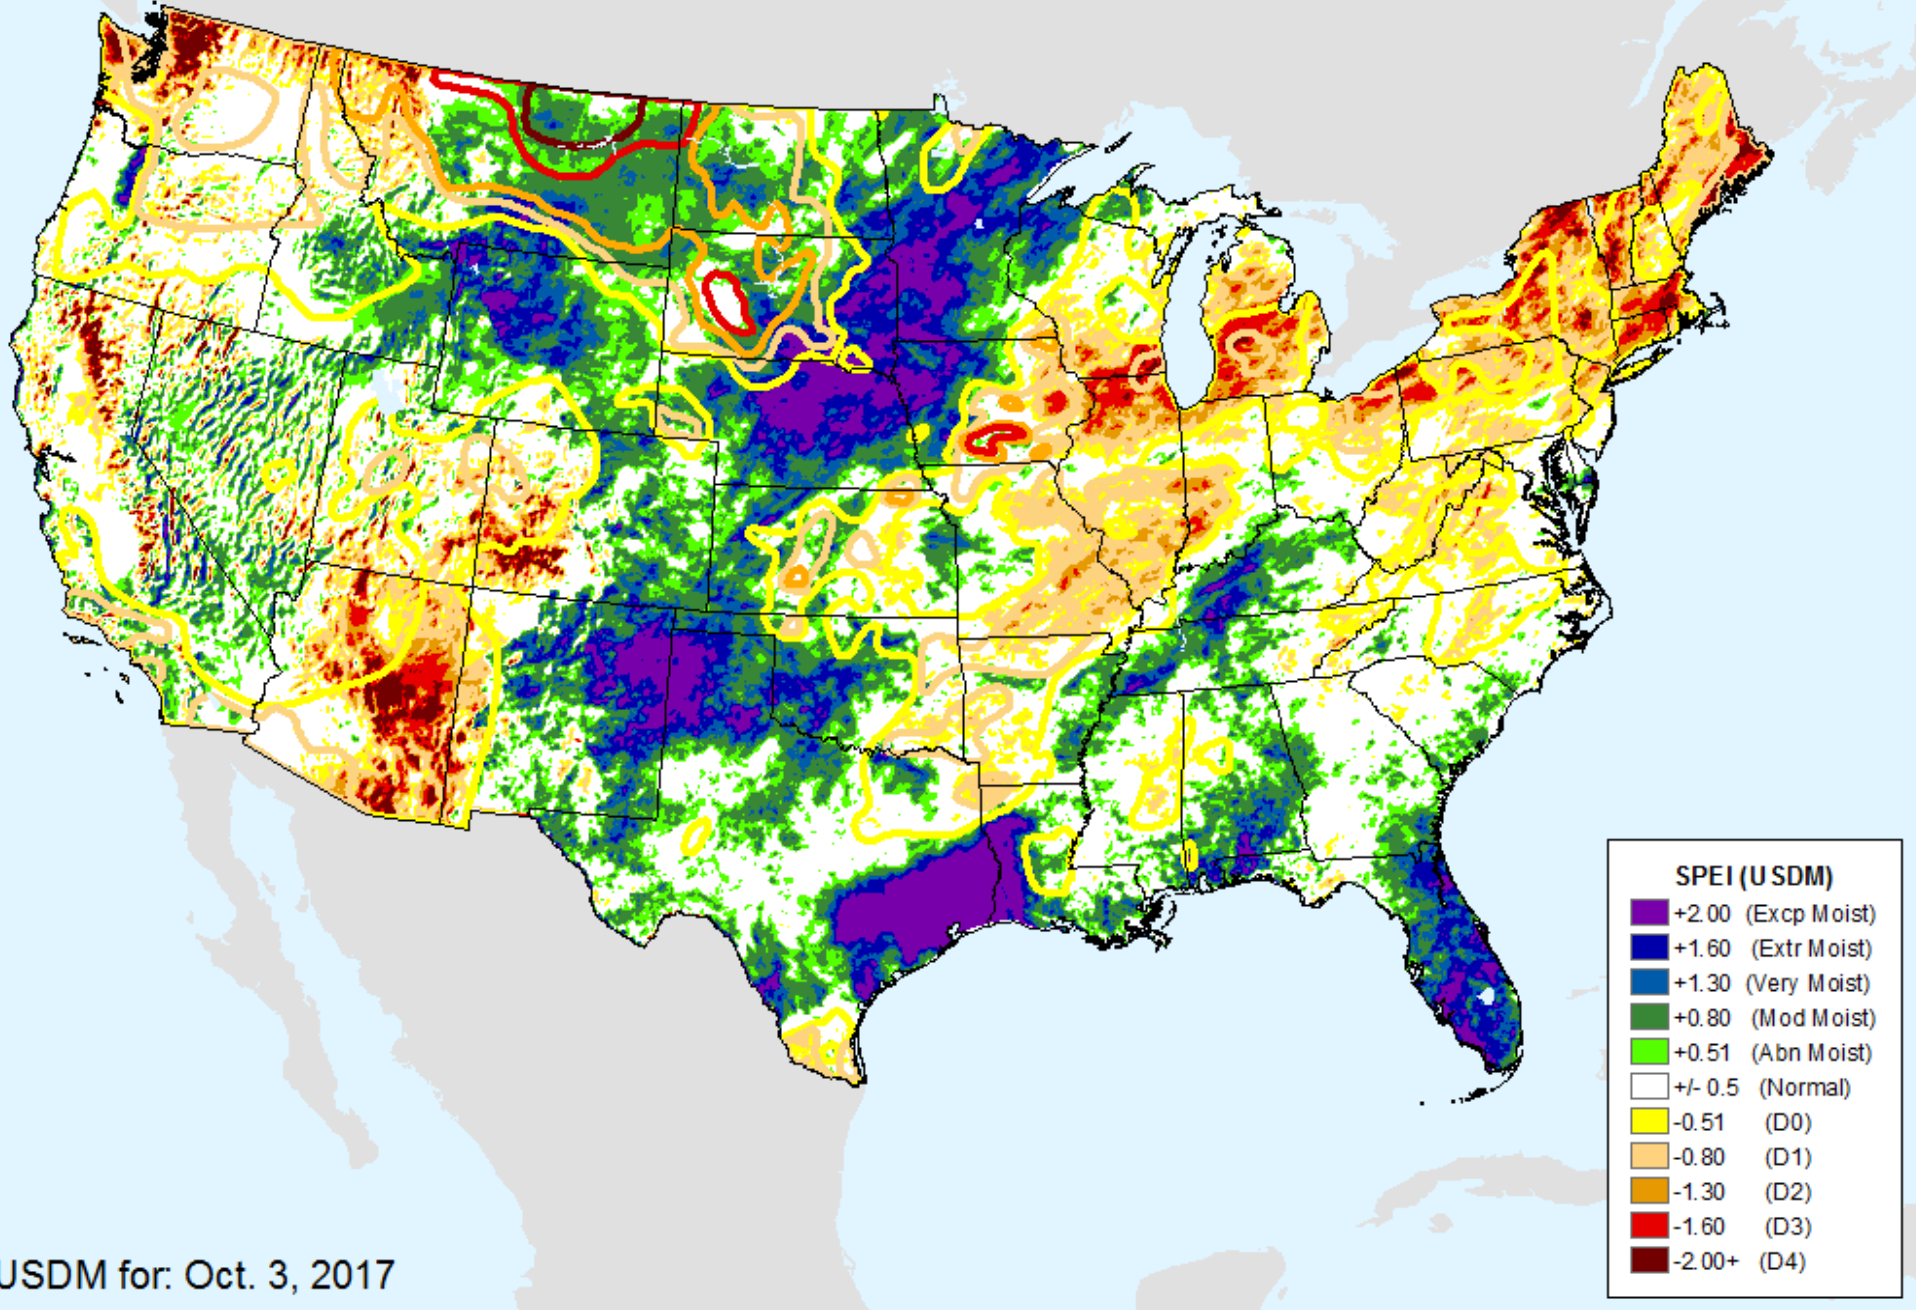 SPEI (USDM)
+2.00 (Excp Moist)
+1.60 (Extr Moist)
+1.30 (Very Moist)
+0.80 (Mod Moist)
+0.51 (Abn Moist)
+/- 0.5 (Normal)
-0.51 (D0)
-0.80 (D1)
-1.30 (D2)
-1.60 (D3)
-2.00+ (D4)
USDM for: Oct. 3, 2017